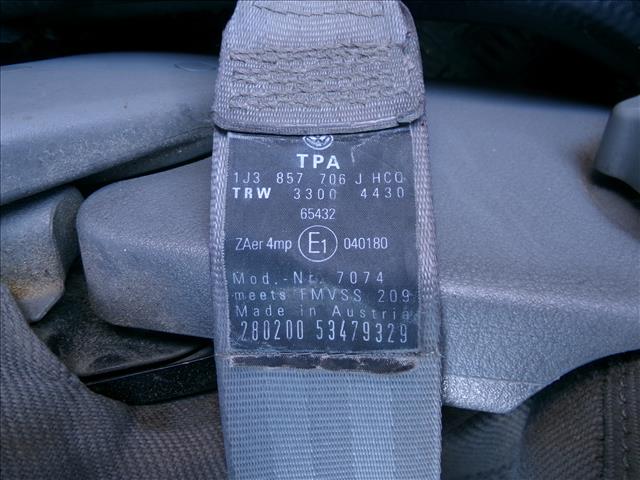 TPA
1J3 857 706 J HCQ
TRW 3300 4430
65432
ZAer 4mp E1 040180
Mod.-Nr. 7074
meets FMVSS 209
Made in Austria
280200 53479329